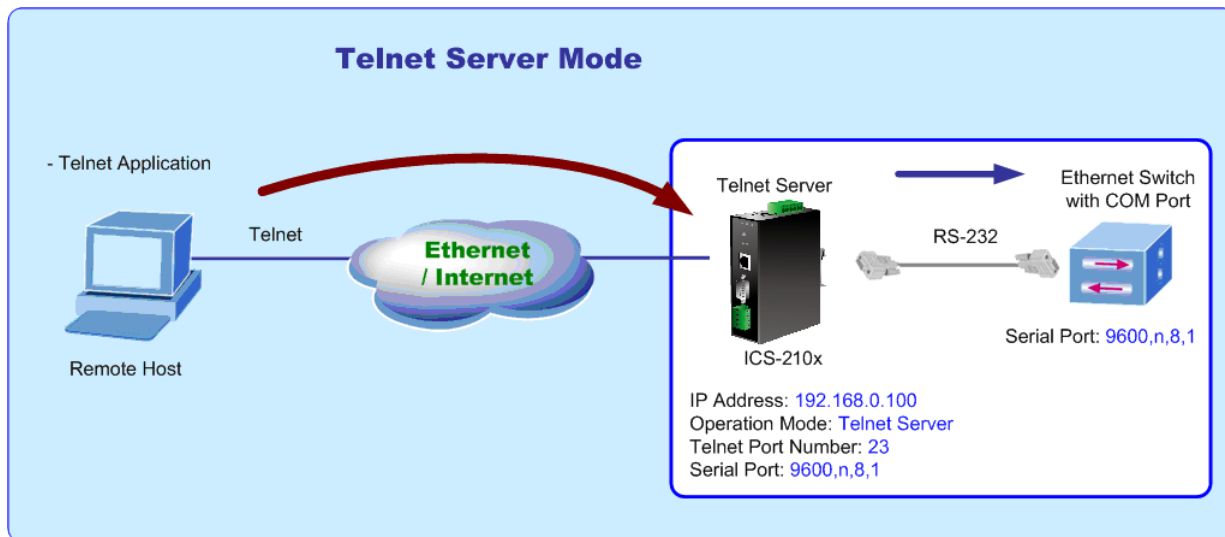 Telnet Server Mode
- Telnet Application
Telnet
Remote Host
Ethernet
/ Internet
Telnet Server
ICS-210x
RS-232
Ethernet Switch
with COM Port
Serial Port: 9600,n,8,1
IP Address: 192.168.0.100
Operation Mode: Telnet Server
Telnet Port Number: 23
Serial Port: 9600,n,8,1